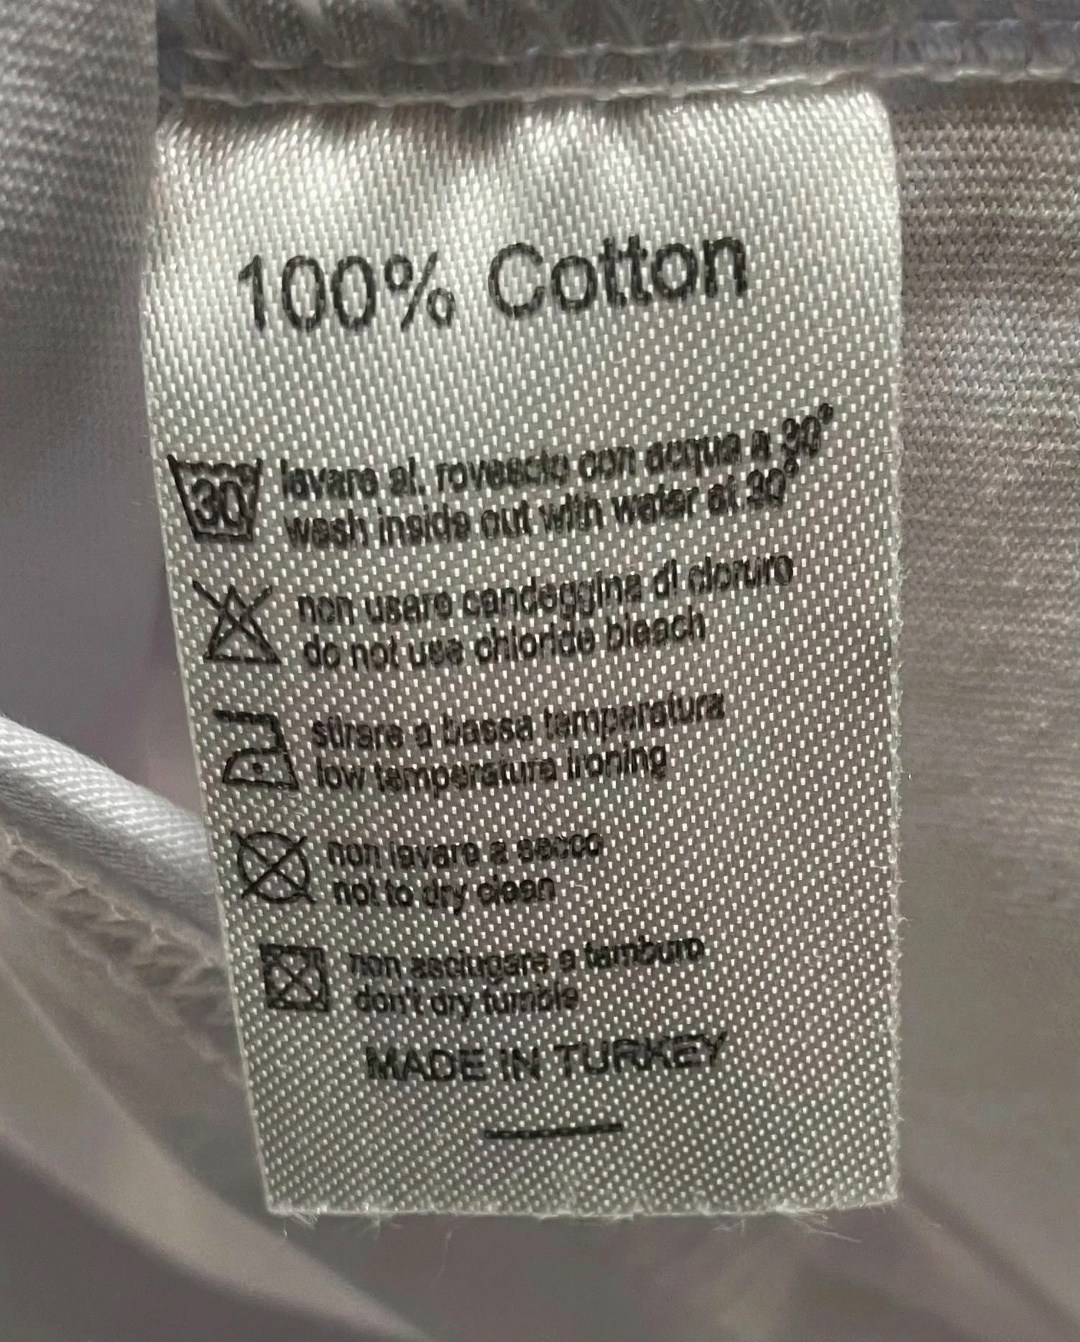 100% Cotton
30°
lavare al. rovescio con acqua a 30°
wash inside out with water at 30°
non usare candeggina di cloruro
do not use chloride bleach
stirare a bassa temperatura
low temperature ironing
non lavare a secco
not to dry clean
non asciugare a tamburo
don't dry tumble
MADE IN TURKEY